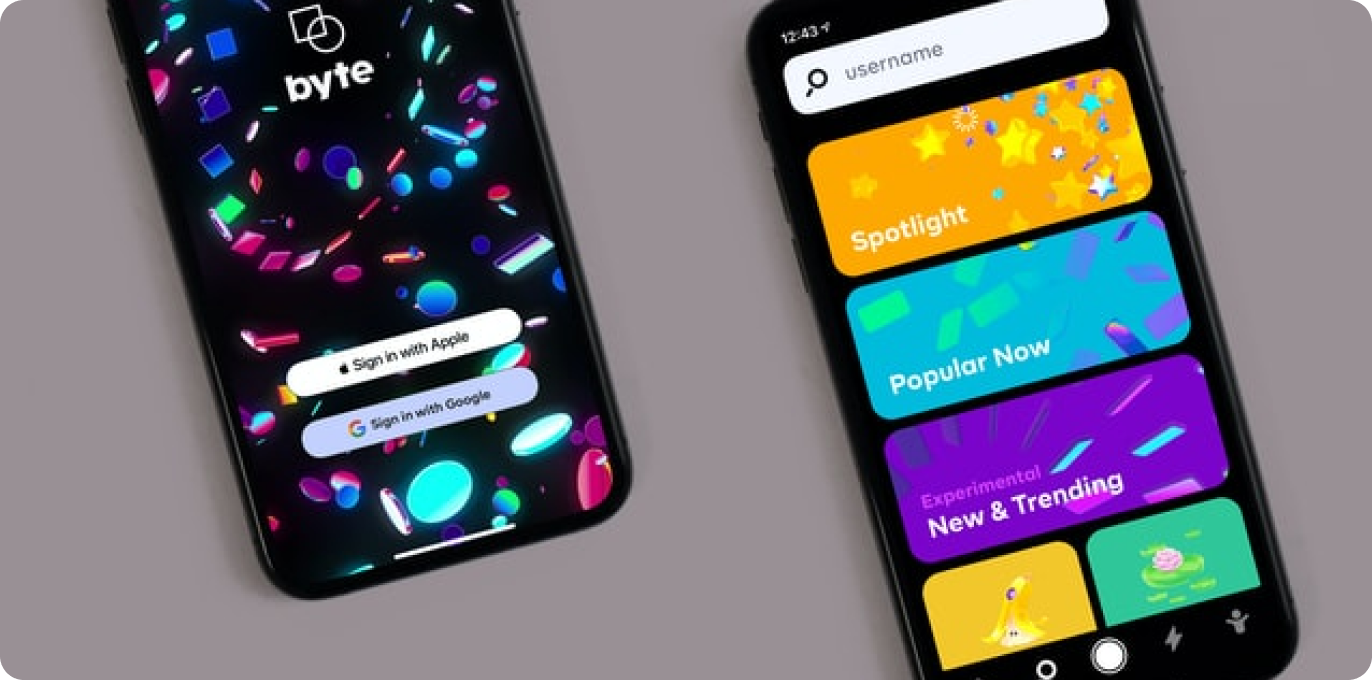 byte
Sign in with Apple
Sign in with Google
12:43
username
Spotlight
Popular Now
Experimental
New & Trending